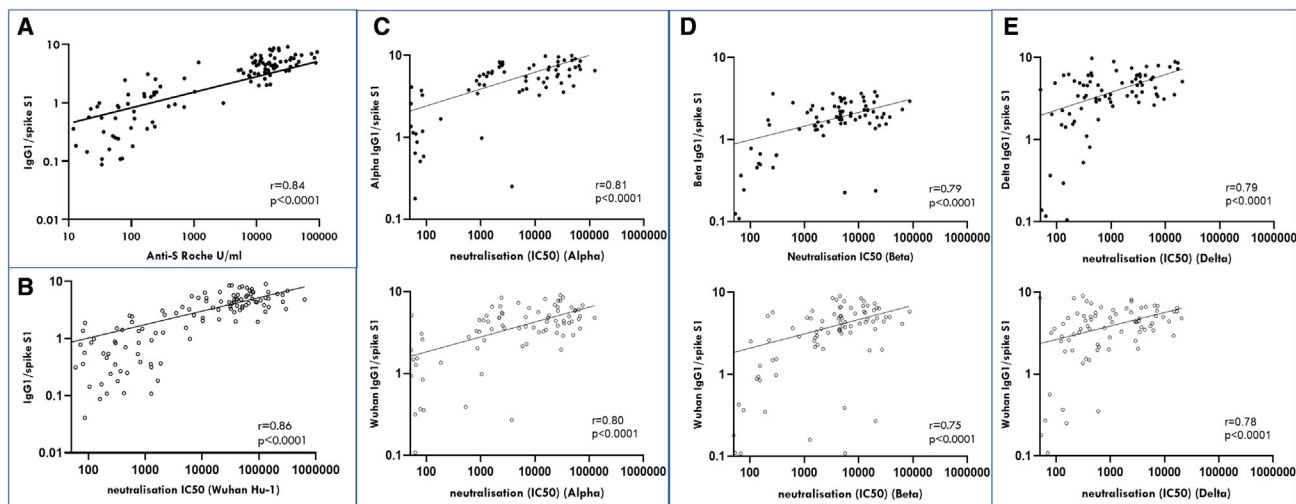 A
IgG1/spike S1
10
1
0.1
0.01
r=0.84
p<0.0001
10 100 1000 10000 100000
Anti-S Roche U/ml
B
IgG1/spike S1
10
1
0.1
0.01
r=0.86
p<0.0001
100 1000 10000 100000 1000000
neutralisation IC50 (Wuhan Hu-1)
C
Alpha IgG1/spike S1
10
1
0.1
r=0.81
p<0.0001
100 1000 10000 100000 1000000
neutralisation (IC50) (Alpha)
Wuhan IgG1/spike S1
10
1
0.1
r=0.80
p<0.0001
100 1000 10000 100000 1000000
neutralisation (IC50) (Alpha)
D
Beta IgG1/spike S1
10
1
0.1
r=0.79
p<0.0001
100 1000 10000 100000 1000000
Neutralisation IC50 (Beta)
Wuhan IgG1/spike S1
10
1
0.1
r=0.75
p<0.0001
100 1000 10000 100000 1000000
neutralisation (IC50) (Beta)
E
Delta IgG1/spike S1
10
1
0.1
r=0.79
p<0.0001
100 1000 10000 100000 1000000
neutralisation (IC50) (Delta)
Wuhan IgG1/spike S1
10
1
0.1
r=0.78
p<0.0001
100 1000 10000 100000 1000000
neutralisation (IC50) (Delta)